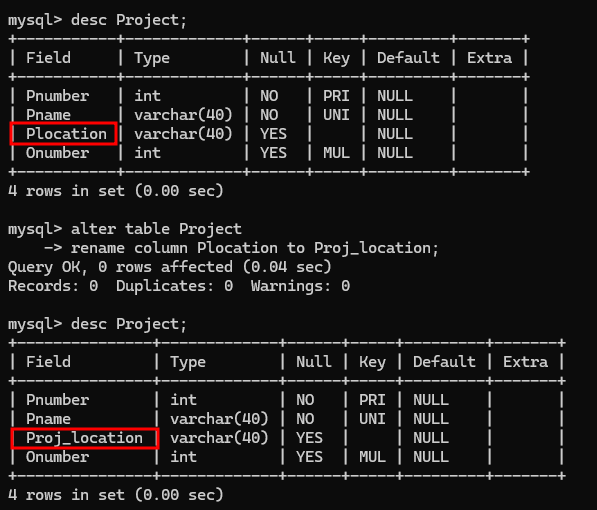 mysql> desc Project;
+-----------+-------------+------+-----+---------+-------+
| Field     | Type        | Null | Key | Default | Extra |
+-----------+-------------+------+-----+---------+-------+
| Pnumber   | int         | NO   | PRI | NULL    |       |
| Pname     | varchar(40) | NO   | UNI | NULL    |       |
| Plocation | varchar(40) | YES  |     | NULL    |       |
| Onumber   | int         | YES  | MUL | NULL    |       |
+-----------+-------------+------+-----+---------+-------+
4 rows in set (0.00 sec)

mysql> alter table Project
    -> rename column Plocation to Proj_location;
Query OK, 0 rows affected (0.04 sec)
Records: 0  Duplicates: 0  Warnings: 0

mysql> desc Project;
+---------------+-------------+------+-----+---------+-------+
| Field         | Type        | Null | Key | Default | Extra |
+---------------+-------------+------+-----+---------+-------+
| Pnumber       | int         | NO   | PRI | NULL    |       |
| Pname         | varchar(40) | NO   | UNI | NULL    |       |
| Proj_location | varchar(40) | YES  |     | NULL    |       |
| Onumber       | int         | YES  | MUL | NULL    |       |
+---------------+-------------+------+-----+---------+-------+
4 rows in set (0.00 sec)